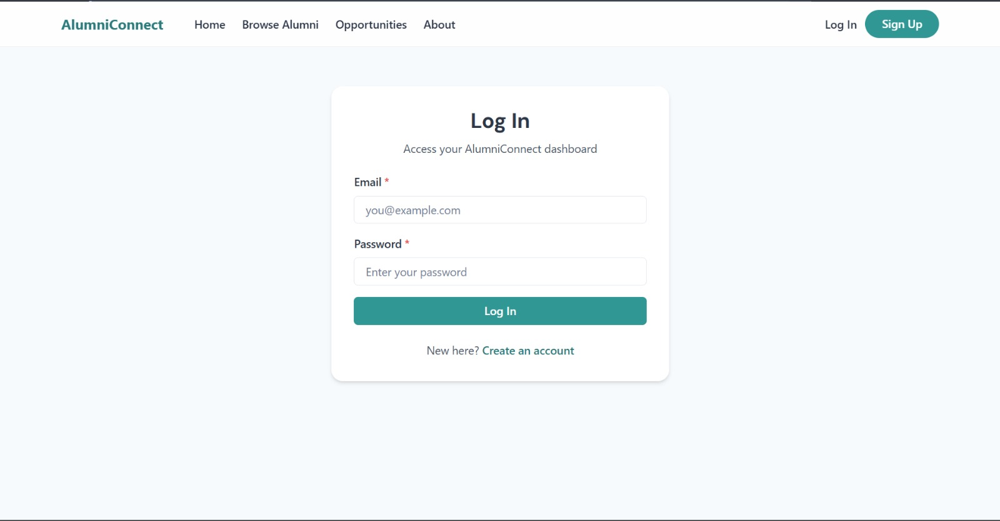 AlumniConnect Home Browse Alumni Opportunities About Log In Sign Up
Log In
Access your AlumniConnect dashboard
Email *
you@example.com
Password *
Enter your password
Log In
New here? Create an account